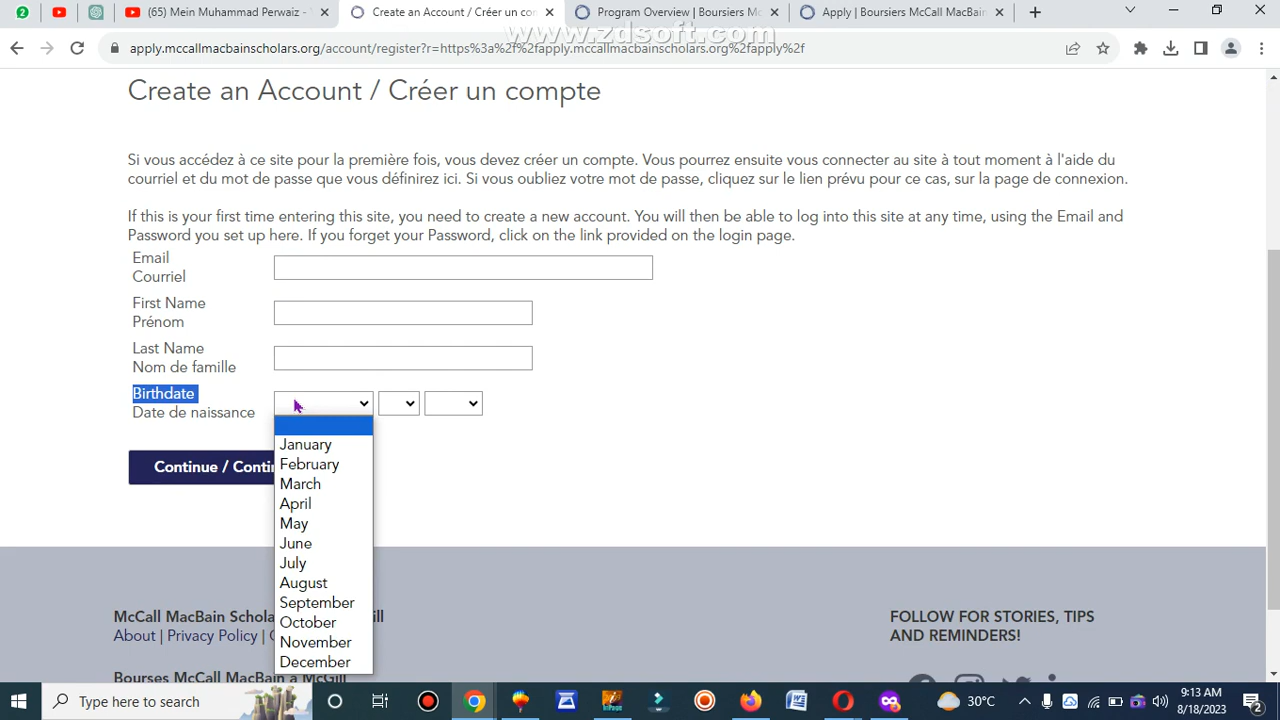 2
(65) Mein Muhammad Perwaiz -
Create an Account / Créer un con
Program Overview | Boursiers M
Apply | Boursiers McCall MacBain
apply.mccallmacbainscholars.org/account/register?r=https%3a%2f%2fapply.mccallmacbainscholars.org%2fapply%2f
www.zdsoft.com
Create an Account / Créer un compte
Si vous accédez à ce site pour la première fois, vous devez créer un compte. Vous pourrez ensuite vous connecter au site à tout moment à l'aide du
courriel et du mot de passe que vous définirez ici. Si vous oubliez votre mot de passe, cliquez sur le lien prévu pour ce cas, sur la page de connexion.
If this is your first time entering this site, you need to create a new account. You will then be able to log into this site at any time, using the Email and
Password you set up here. If you forget your Password, click on the link provided on the login page.
Email
Courriel
First Name
Prénom
Last Name
Nom de famille
Birthdate
Date de naissance
January
February
March
April
May
June
July
August
September
October
November
December
Continue / Conti
McCall MacBain Schola
ill
About | Privacy Policy |
Bourses McCall MacBain à McGill
FOLLOW FOR STORIES, TIPS
AND REMINDERS!
Type here to search
30°C
9:13 AM
8/18/2023
2